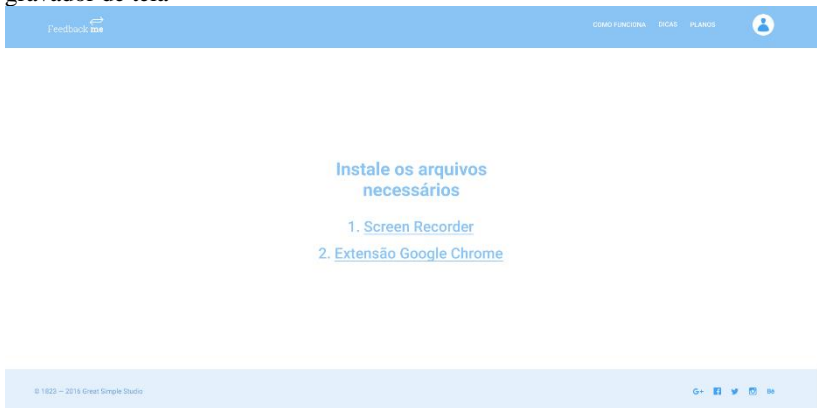 gravador de tela
Feedback me
COMO FUNCIONA DICAS PLANOS
Instale os arquivos
necessários
1. Screen Recorder
2. Extensão Google Chrome
© 1823 — 2016 Great Simple Studio
G+ Bē